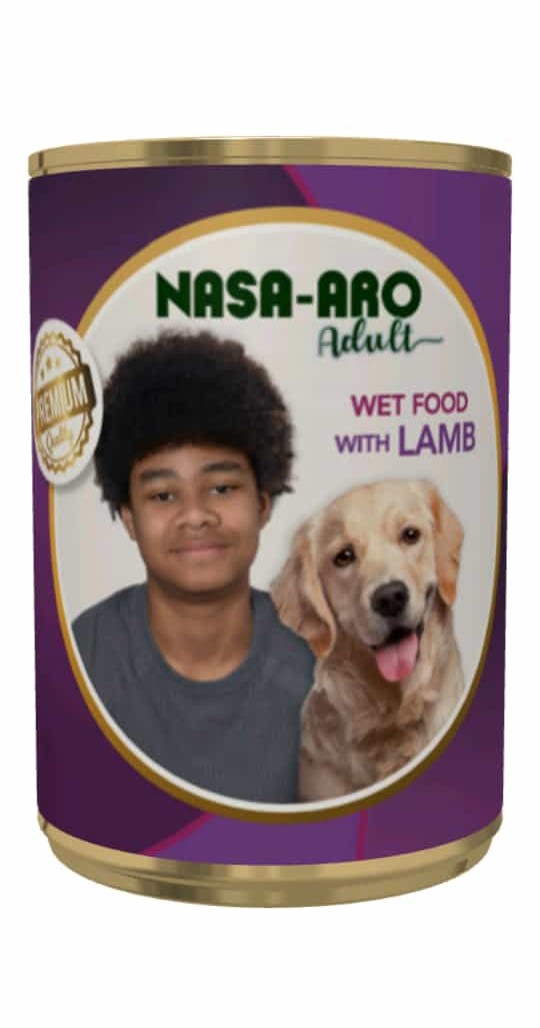 NASA-ARO
Adult
PREMIUM
Quality
WET FOOD
WITH LAMB